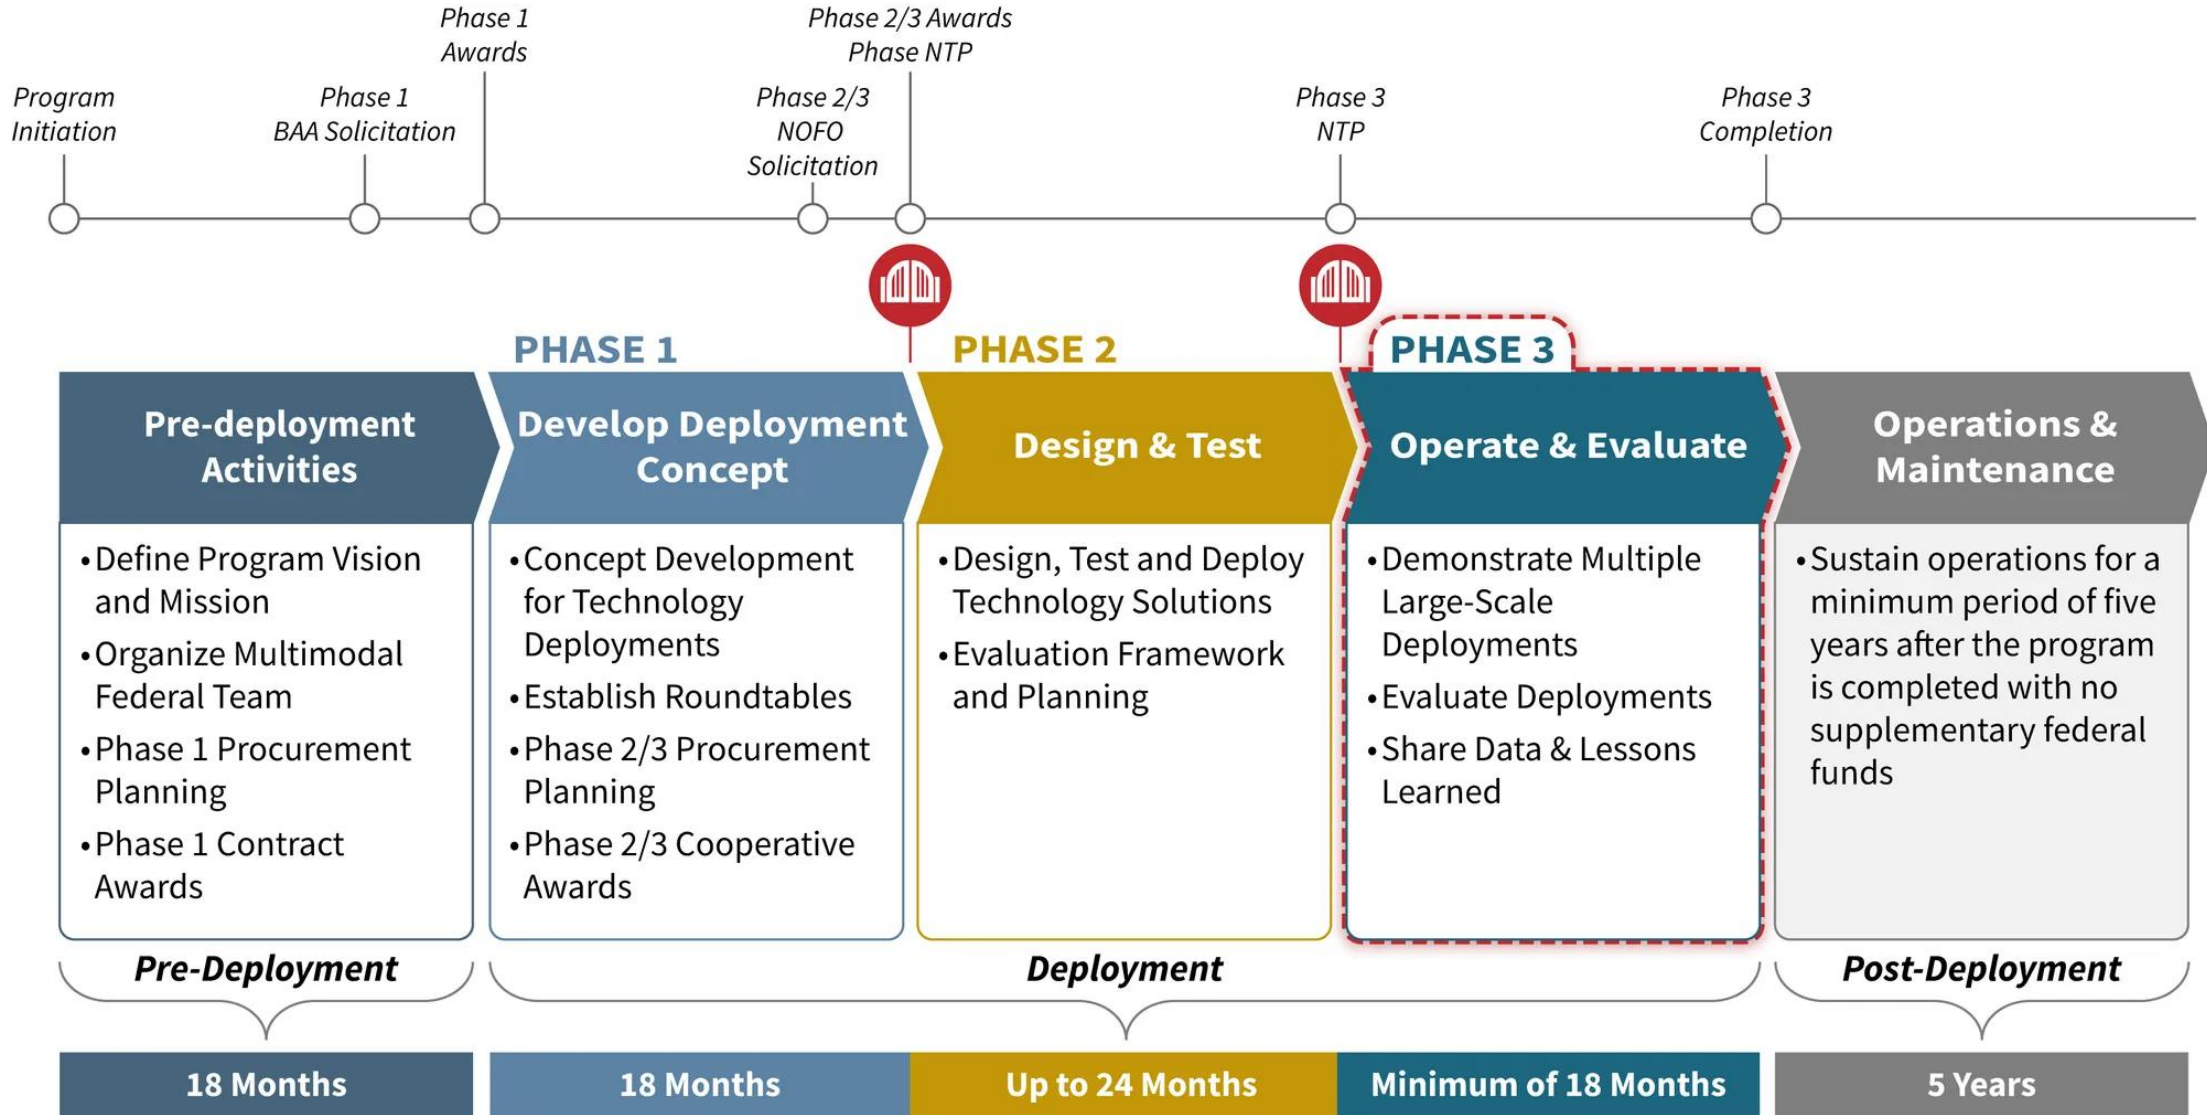 Program
Initiation
Phase 1
BAA Solicitation
Phase 1
Awards
Phase 2/3
NOFO
Solicitation
Phase 2/3 Awards
Phase NTP
Phase 3
NTP
Phase 3
Completion
PHASE 1
PHASE 2
PHASE 3
Pre-deployment
Activities
Develop Deployment
Concept
Design & Test
Operate & Evaluate
Operations &
Maintenance
•Define Program Vision
and Mission
•Organize Multimodal
Federal Team
•Phase 1 Procurement
Planning
•Phase 1 Contract
Awards
•Concept Development
for Technology
Deployments
•Establish Roundtables
•Phase 2/3 Procurement
Planning
•Phase 2/3 Cooperative
Awards
•Design, Test and Deploy
Technology Solutions
•Evaluation Framework
and Planning
•Demonstrate Multiple
Large-Scale
Deployments
•Evaluate Deployments
•Share Data & Lessons
Learned
•Sustain operations for a
minimum period of five
years after the program
is completed with no
supplementary federal
funds
Pre-Deployment
Deployment
Post-Deployment
18 Months
18 Months
Up to 24 Months
Minimum of 18 Months
5 Years